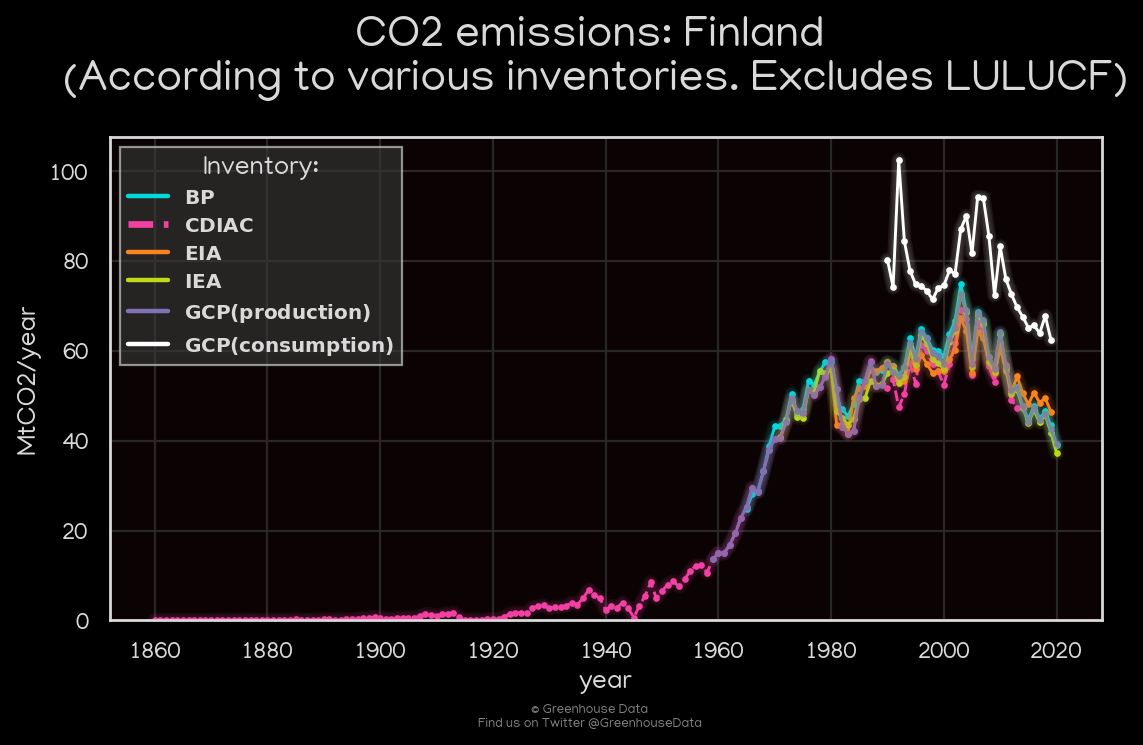 CO2 emissions: Finland
(According to various inventories. Excludes LULUCF)
Inventory:
BP
CDIAC
EIA
IEA
GCP(production)
GCP(consumption)
MtCO2/year
100
80
60
40
20
0
1860 1880 1900 1920 1940 1960 1980 2000 2020
year
© Greenhouse Data
Find us on Twitter @GreenhouseData